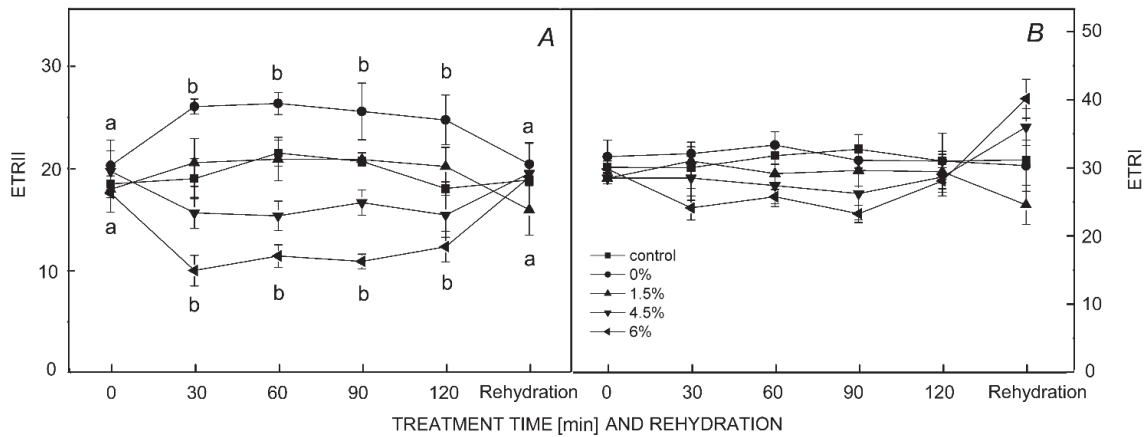 A
B
ETRII
30
20
10
0
a
b
b
b
b
a
a
b
b
b
b
a
control
0%
1.5%
4.5%
6%
50
40
30
20
10
0
ETRI
0 30 60 90 120 Rehydration
0 30 60 90 120 Rehydration
TREATMENT TIME [min] AND REHYDRATION